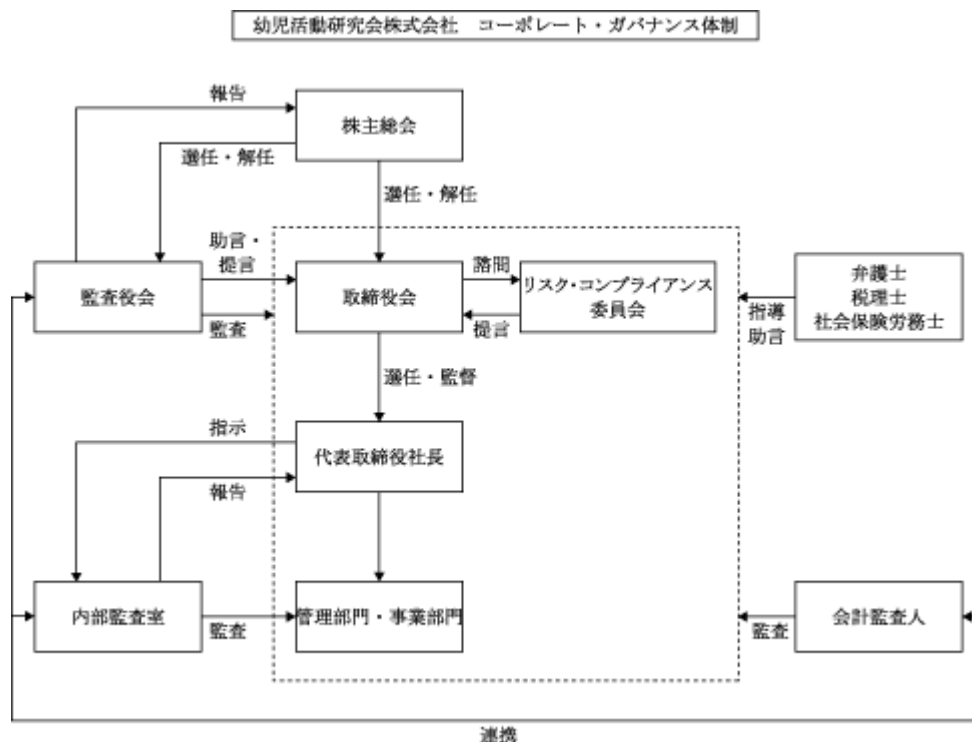 幼児活動研究会株式会社 コーポレート・ガバナンス体制
報告
株主総会
選任・解任
選任・解任
助言・
提言
監査役会
監査
取締役会
諮問
提言
リスク・コンプライアンス
委員会
指導
助言
弁護士
税理士
社会保険労務士
選任・監督
指示
代表取締役社長
報告
内部監査室
監査
管理部門・事業部門
監査
会計監査人
連携